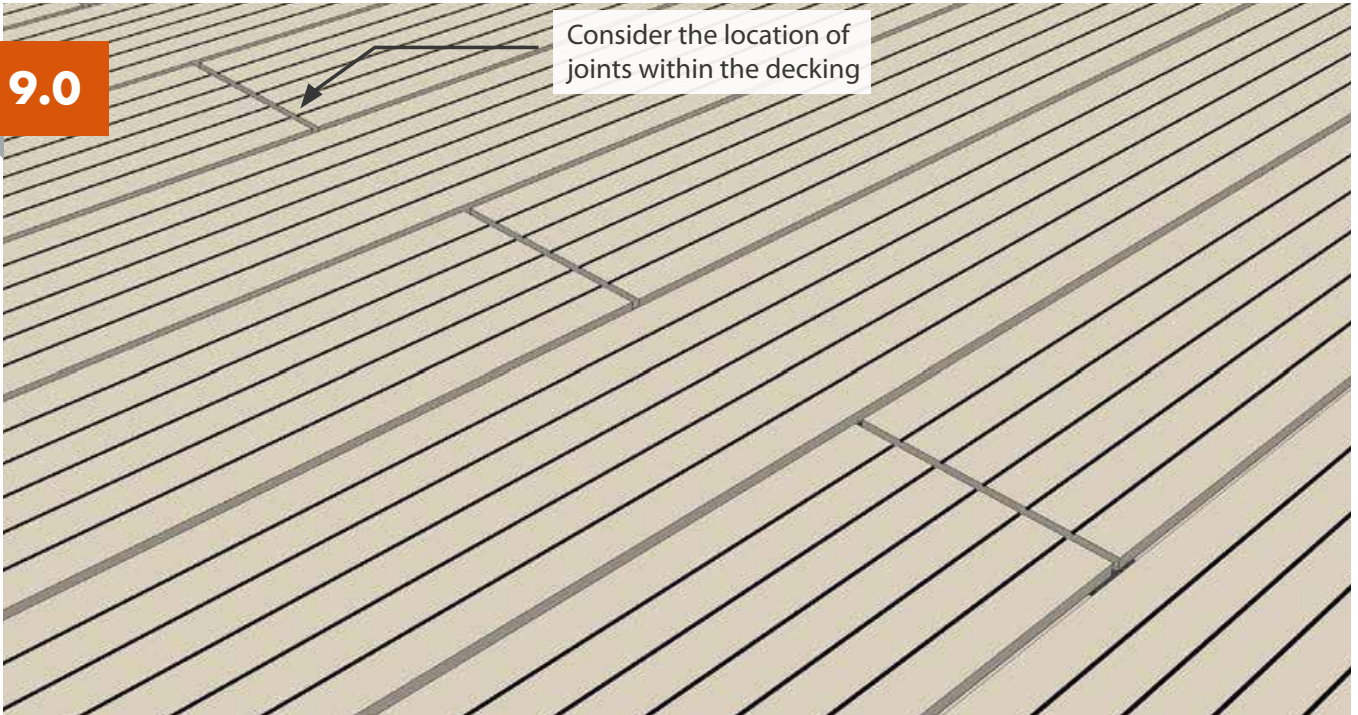 9.0
Consider the location of
joints within the decking